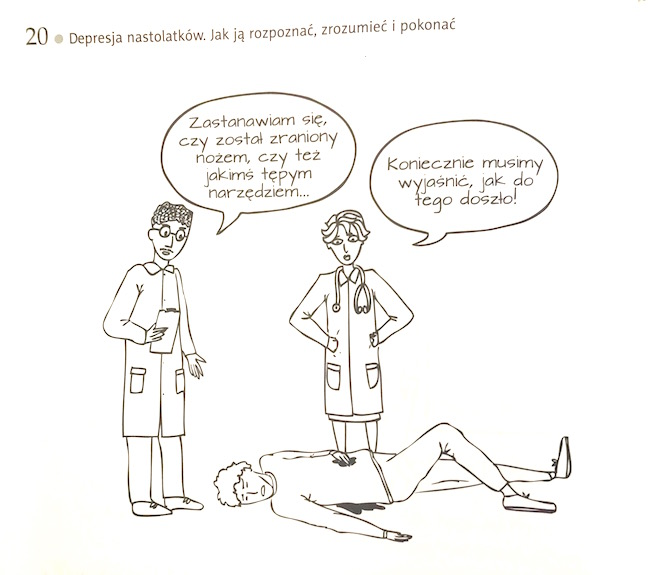 20 ● Depresja nastolatków. Jak ją rozpoznać, zrozumieć i pokonać
Zastanawiam się,
czy został zraniony
nożem, czy też
jakimś tępym
narzędziem...
Koniecznie musimy
wyjaśnić, jak do
tego doszło!